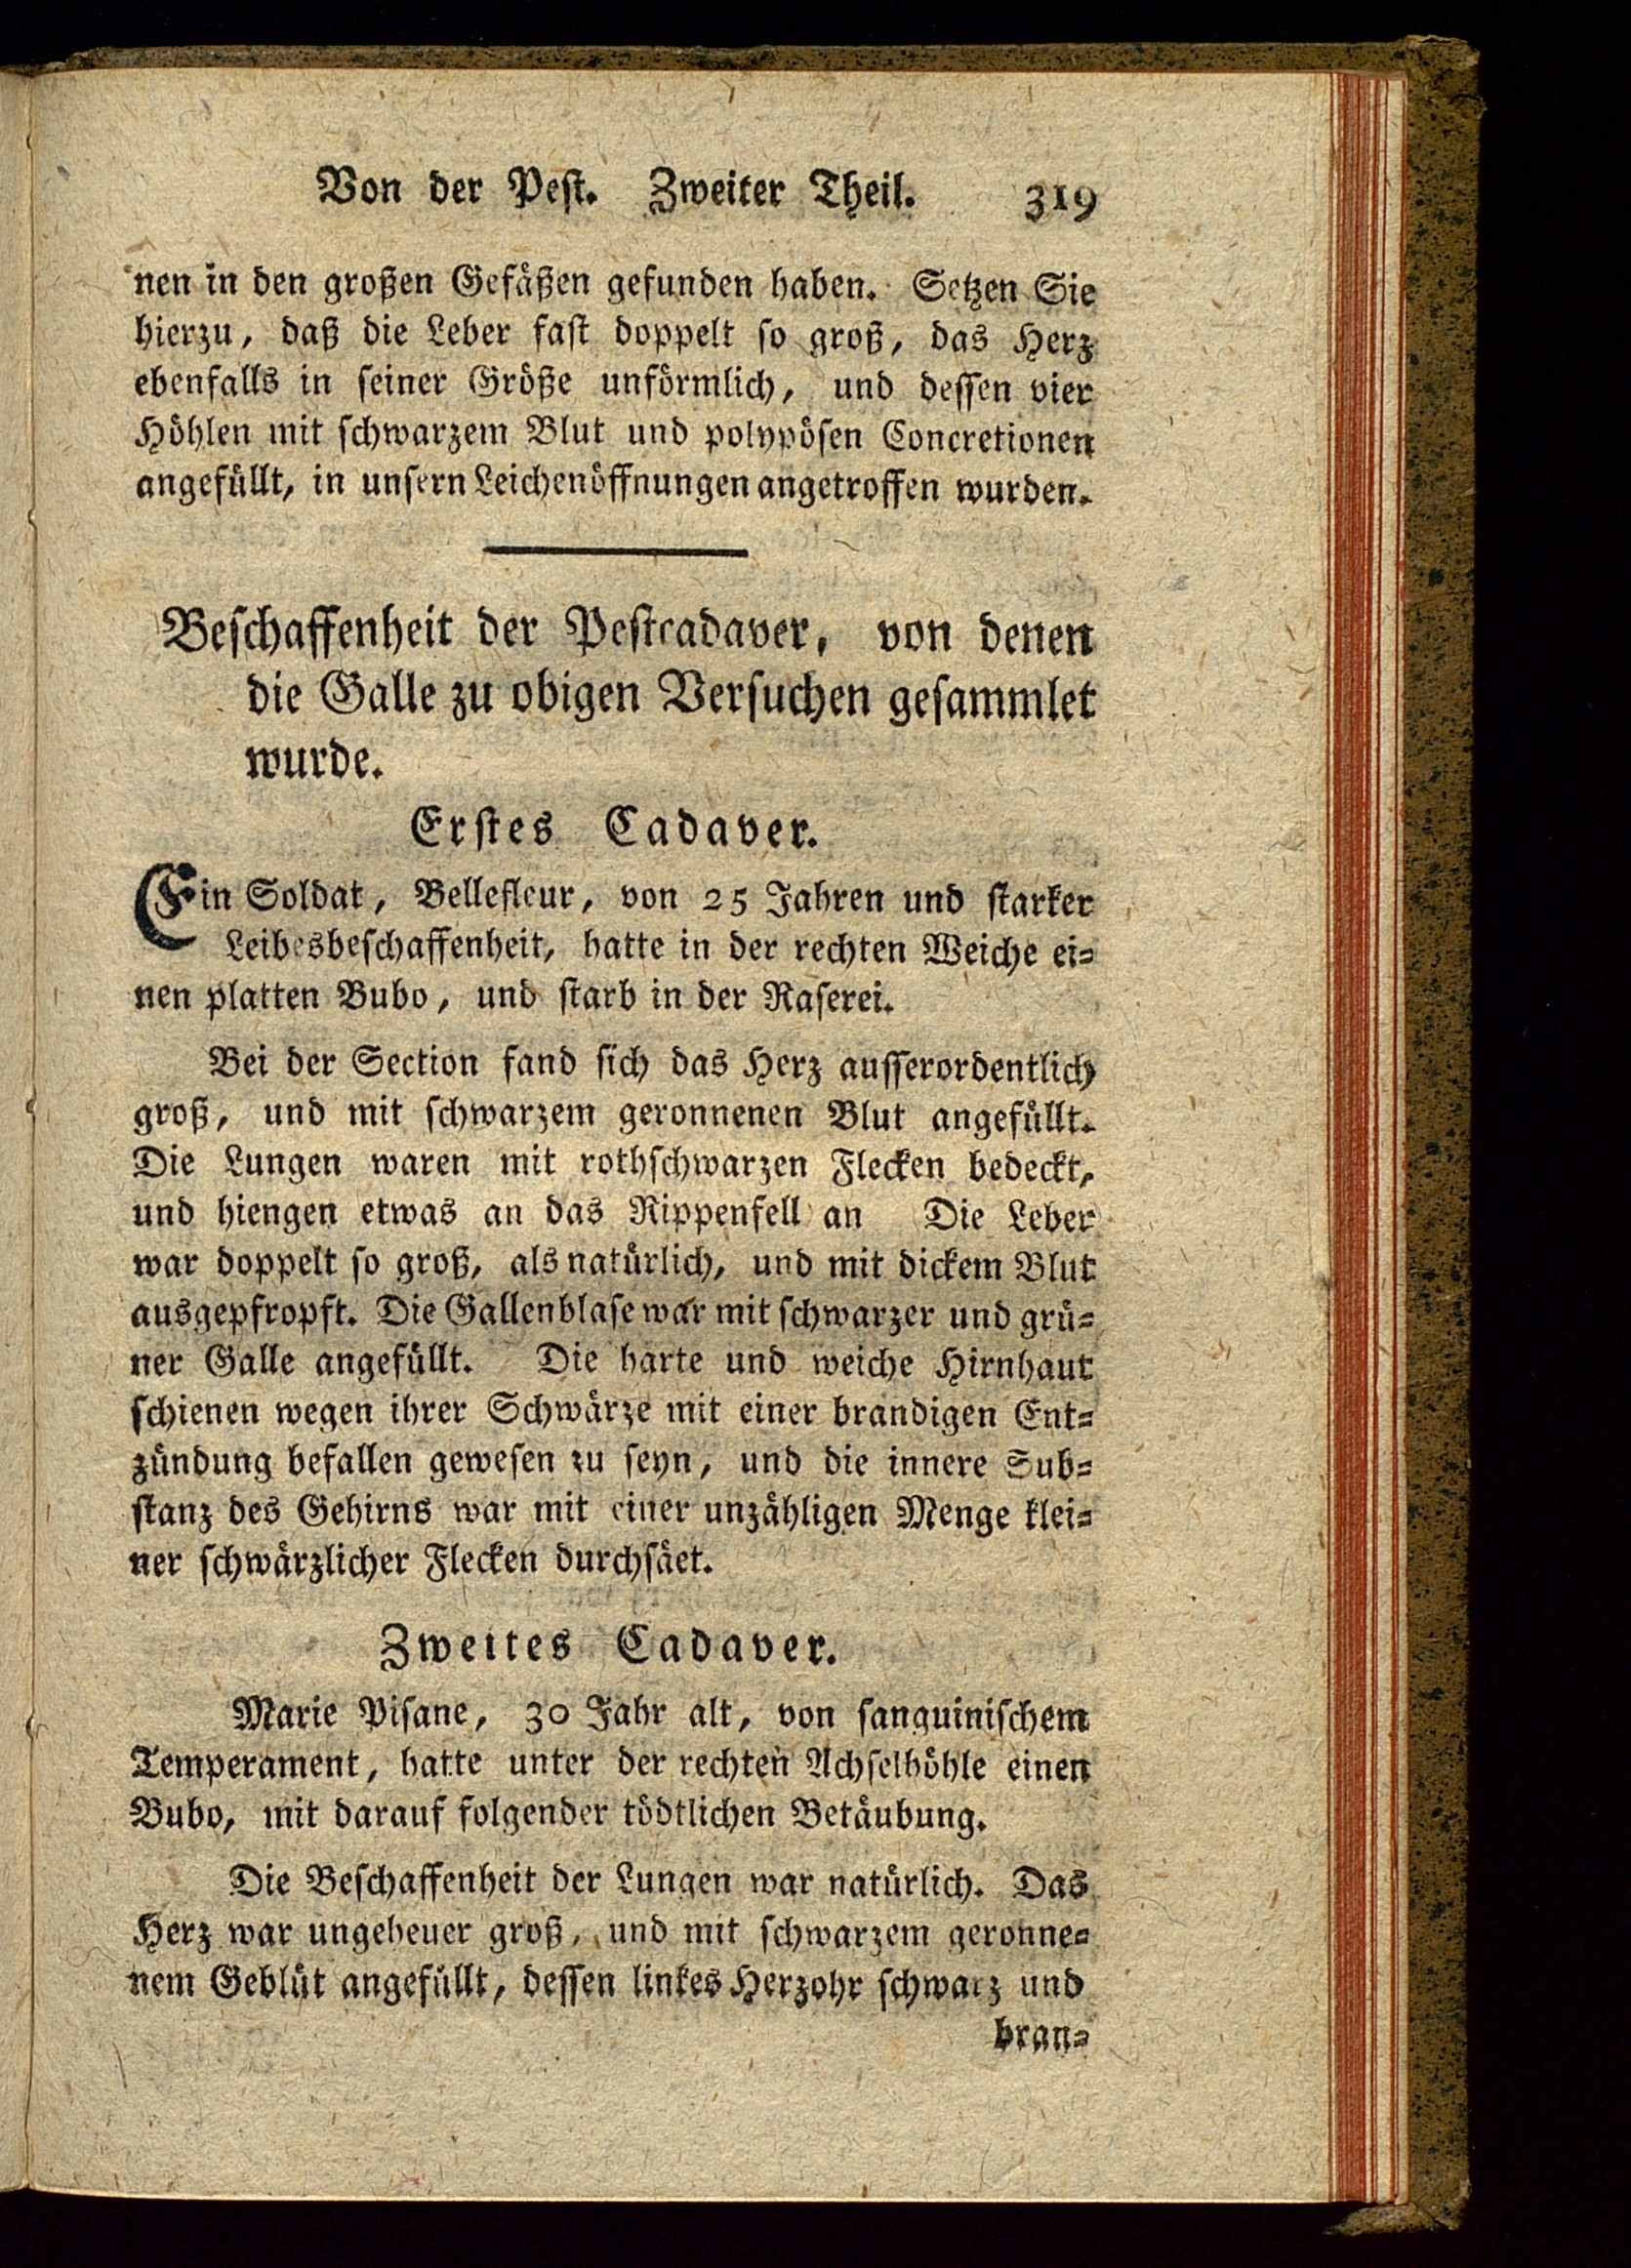 Von der Pest. Zweiter Theil. 319
nen in den großen Gefäßen gefunden haben. Setzen Sie
hierzu, daß die Leber fast doppelt so groß, das Herz
ebenfalls in seiner Größe unförmlich, und dessen vier
Höhlen mit schwarzem Blut und polypösen Concretionen
angefüllt, in unsern Leichenöffnungen angetroffen wurden.
Beschaffenheit der Pestcadaver, von denen
die Galle zu obigen Versuchen gesammlet
wurde.
Erstes Cadaver.
Ein Soldat, Bellefleur, von 25 Jahren und starker
Leibesbeschaffenheit, hatte in der rechten Weiche ei=
nen platten Bubo, und starb in der Raserei.
Bei der Section fand sich das Herz ausserordentlich
groß, und mit schwarzem geronnenen Blut angefüllt.
Die Lungen waren mit rothschwarzen Flecken bedeckt,
und hiengen etwas an das Rippenfell an Die Leber
war doppelt so groß, als natürlich, und mit dickem Blut
ausgepfropft. Die Gallenblase war mit schwarzer und grü=
ner Galle angefüllt. Die harte und weiche Hirnhaut
schienen wegen ihrer Schwärze mit einer brandigen Ent=
zündung befallen gewesen zu seyn, und die innere Sub=
stanz des Gehirns war mit einer unzähligen Menge klei=
ner schwärzlicher Flecken durchsäet.
Zweites Cadaver.
Marie Pisane, 30 Jahr alt, von sanguinischem
Temperament, hatte unter der rechten Achselhöhle einen
Bubo, mit darauf folgender tödtlichen Betäubung.
Die Beschaffenheit der Lungen war natürlich. Das
Herz war ungeheuer groß, und mit schwarzem geronne=
nem Geblüt angefüllt, dessen linkes Herzohr schwarz und
bran=